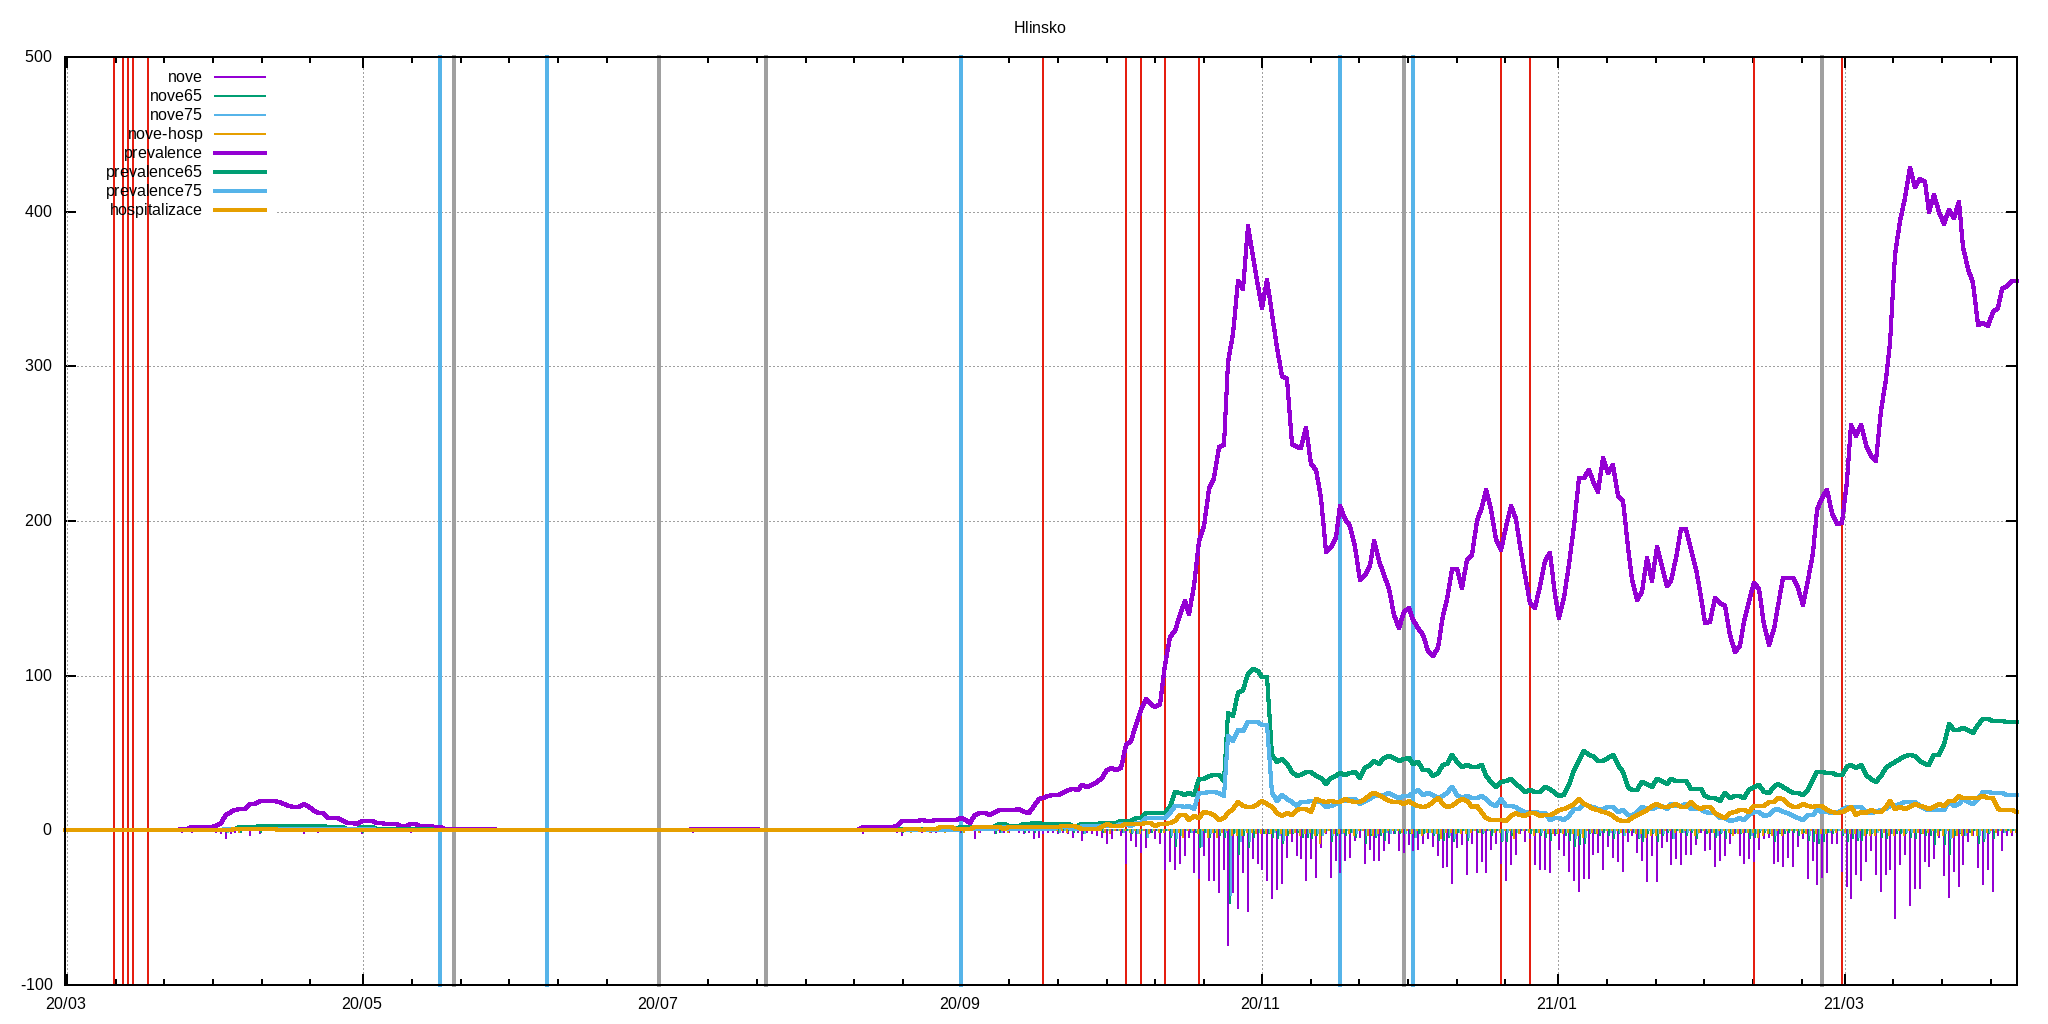 Hlinsko
500
400
300
200
100
0
-100
nove
nove65
nove75
nove-hosp
prevalence
prevalence65
prevalence75
hospitalizace
20/03 20/05 20/07 20/09 20/11 21/01 21/03